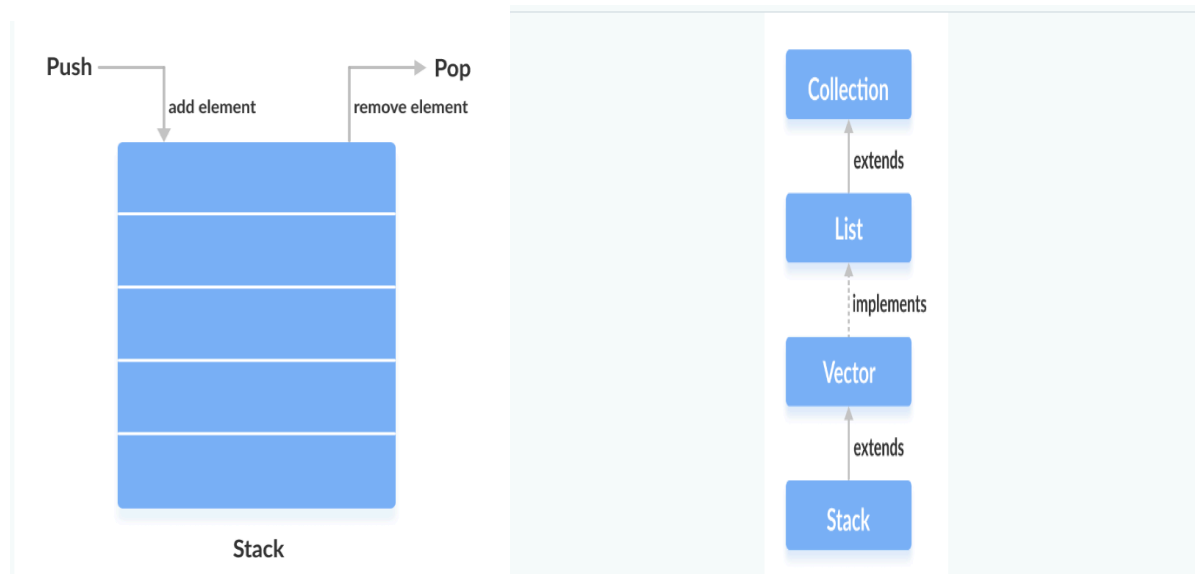 Push
Pop
add element
remove element
Stack
Collection
extends
List
implements
Vector
extends
Stack